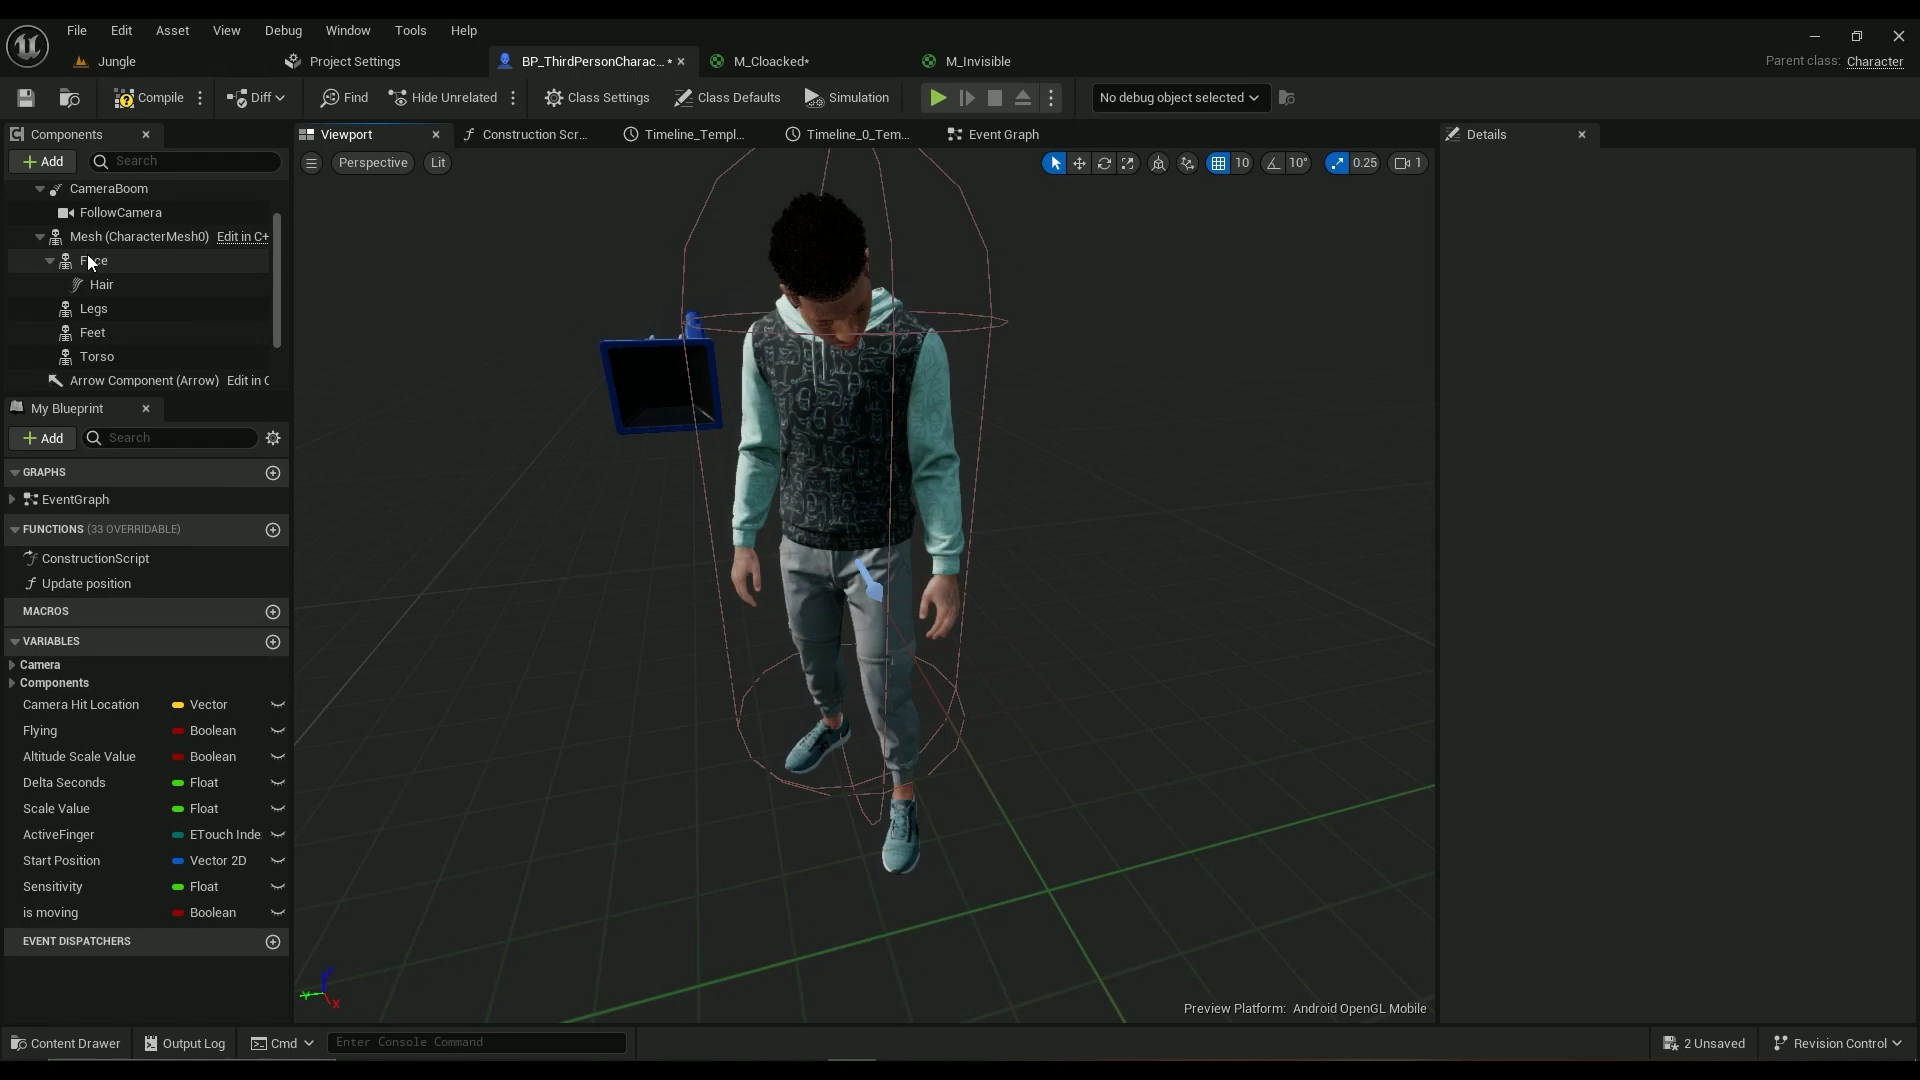 File Edit View Asset View Debug Window Tools Help
Jungle Project Settings BP_ThirdPersonCharac...* M_Cloacked* M_Invisible Parent class: Character
Compile Diff Find Hide Unrelated Class Settings Class Defaults Simulation No debug object selected
Components Viewport Construction Scr... Timeline_Templ... Timeline_0_Tem... Event Graph Details
Add Search Perspective Lit 10 10° 0.25 1
CameraBoom
FollowCamera
Mesh (CharacterMesh0) Edit in C+
Face
Hair
Legs
Feet
Torso
Arrow Component (Arrow) Edit in C
My Blueprint
Add Search
GRAPHS
EventGraph
FUNCTIONS (33 OVERRIDABLE)
ConstructionScript
Update position
MACROS
VARIABLES
Camera
Components
Camera Hit Location Vector
Flying Boolean
Altitude Scale Value Boolean
Delta Seconds Float
Scale Value Float
ActiveFinger ETouch Inde
Start Position Vector 2D
Sensitivity Float
is moving Boolean
EVENT DISPATCHERS
Z
Y X
Preview Platform: Android OpenGL Mobile
Content Drawer Output Log Cmd Enter Console Command 2 Unsaved Revision Control